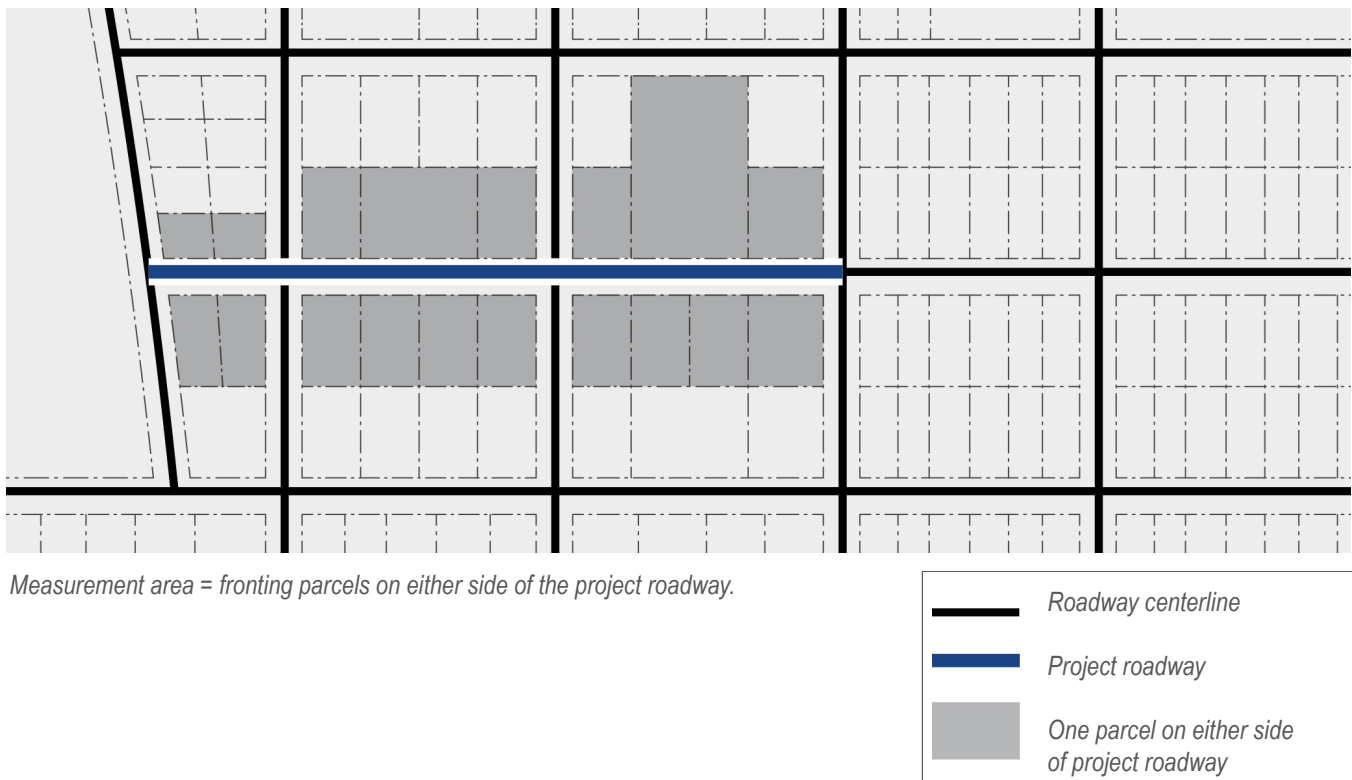 Measurement area = fronting parcels on either side of the project roadway.
Roadway centerline
Project roadway
One parcel on either side
of project roadway